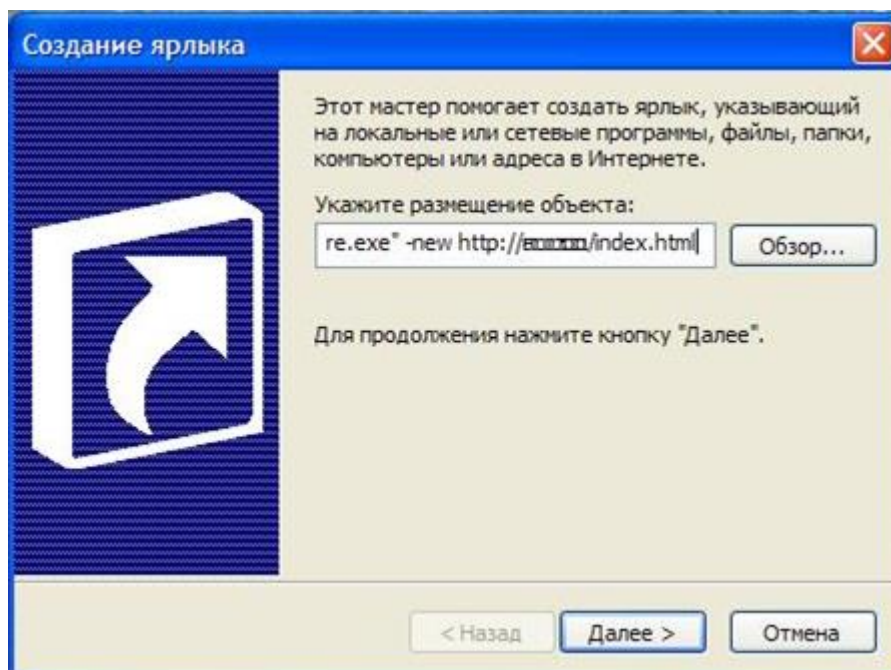 Создание ярлыка
Этот мастер помогает создать ярлык, указывающий
на локальные или сетевые программы, файлы, папки,
компьютеры или адреса в Интернете.
Укажите размещение объекта:
re.exe" -new http:// /index.html
Обзор...
Для продолжения нажмите кнопку "Далее".
< Назад
Далее >
Отмена